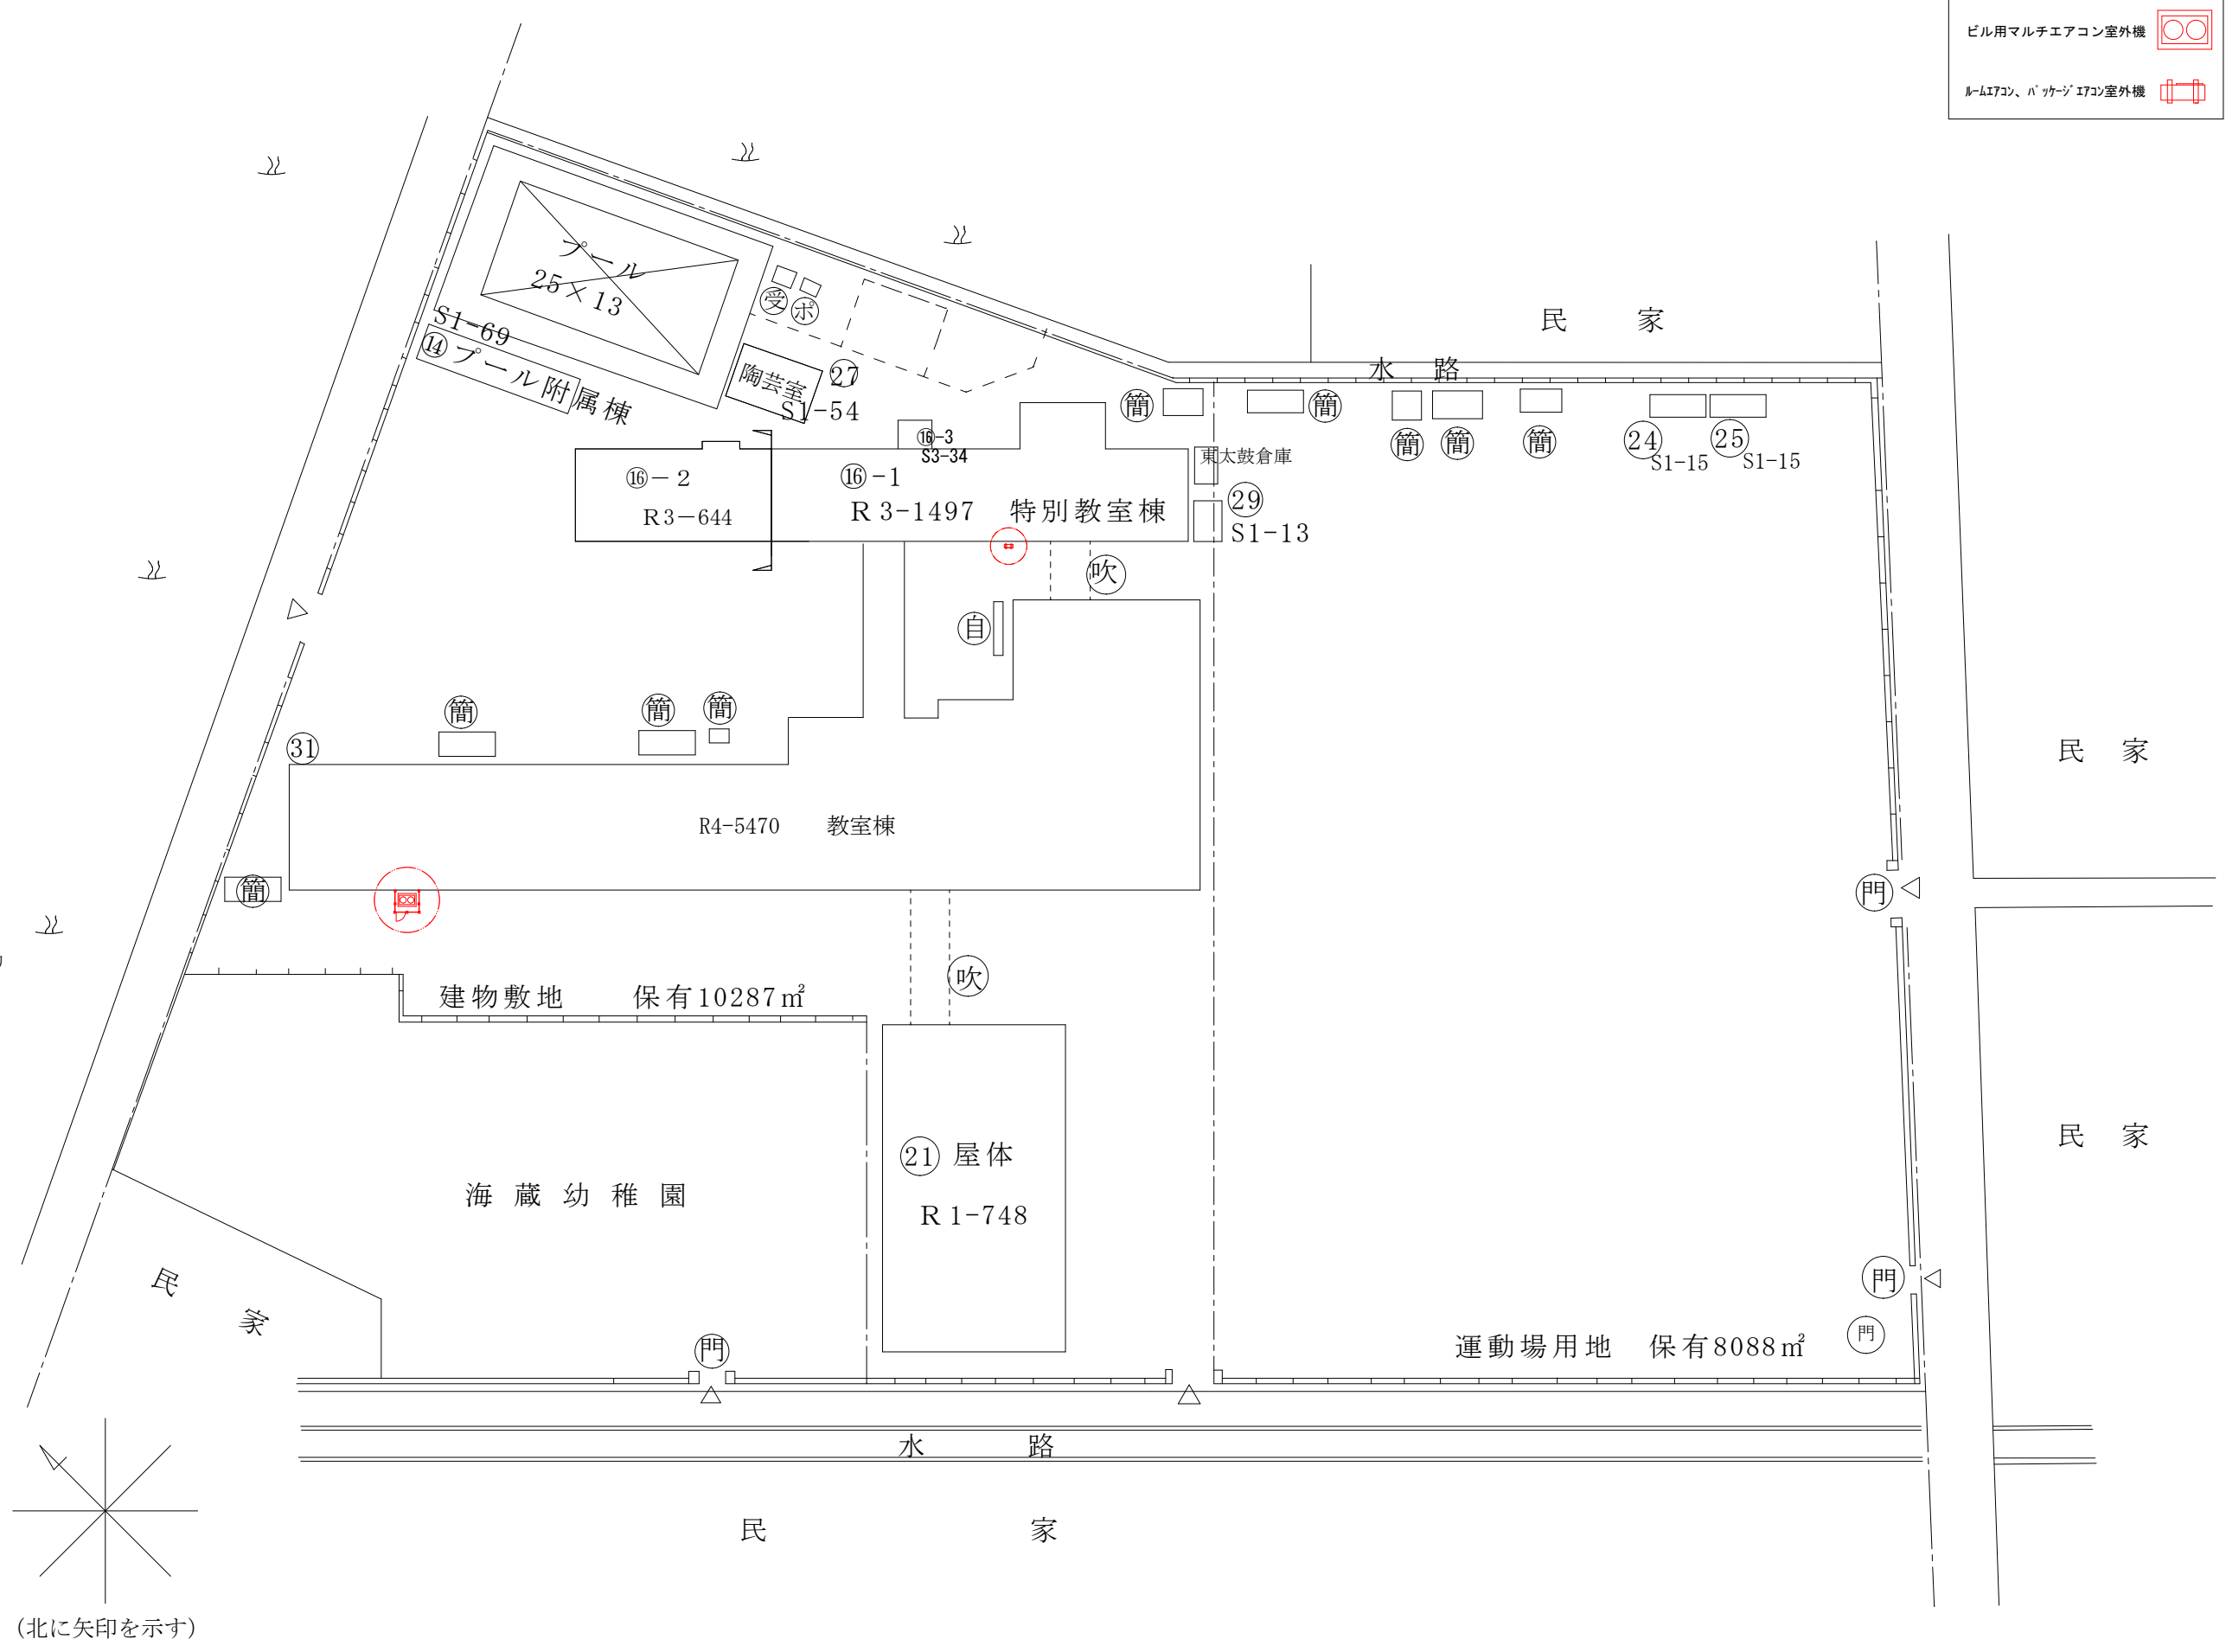 ビル用マルチエアコン室外機
ルームエアコン、パッケージエアコン室外機
プール
25×13
受
ポ
S1-69
⑭プール附属棟
陶芸室
㉗
S1-54
民 家
水 路
簡
簡
簡
簡
簡
㉔
S1-15
㉕
S1-15
⑯-3
S3-34
東太鼓倉庫
⑯－2
R3－644
⑯-1
R3-1497 特別教室棟
㉙
S1-13
吹
自
簡
簡
簡
㉛
民 家
R4-5470 教室棟
簡
門
吹
建物敷地 保有10287㎡
民 家
㉑ 屋体
R1-748
海蔵幼稚園
民 家
門
門
門
運動場用地 保有8088㎡
水 路
民 家
(北に矢印を示す)